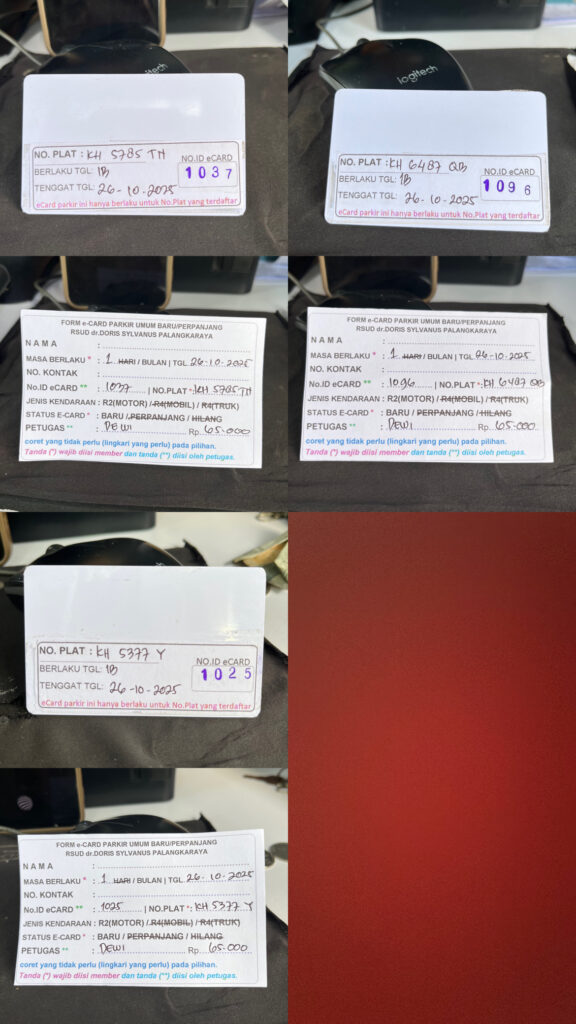 logitech
NO. PLAT : KH 5785 TH
BERLAKU TGL: 1B
TENGGAT TGL: 26-10-2025
NO.ID eCARD
1037
eCard parkir ini hanya berlaku untuk No.Plat yang terdaftar
logitech
NO. PLAT : KH 6487 QB
BERLAKU TGL: 1B
TENGGAT TGL: 26-10-2025
NO.ID eCARD
1096
eCard parkir ini hanya berlaku untuk No.Plat yang terdaftar
FORM e-CARD PARKIR UMUM BARU/PERPANJANG
RSUD dr.DORIS SYLVANUS PALANGKARAYA
N A M A :
MASA BERLAKU * : 1 HARI / BULAN | TGL 26-10-2025
NO. KONTAK :
No.ID eCARD ** : 1037 | NO.PLAT *: KH 5785 TH
JENIS KENDARAAN : R2(MOTOR) / R4(MOBIL) / R4(TRUK)
STATUS E-CARD * : BARU / PERPANJANG / HILANG
PETUGAS ** : DEWI Rp. 65.000
coret yang tidak perlu (lingkari yang perlu) pada pilihan.
Tanda (*) wajib diisi member dan tanda (**) diisi oleh petugas.
FORM e-CARD PARKIR UMUM BARU/PERPANJANG
RSUD dr.DORIS SYLVANUS PALANGKARAYA
N A M A :
MASA BERLAKU * : 1 HARI / BULAN | TGL 26-10-2025
NO. KONTAK :
No.ID eCARD ** : 1096 | NO.PLAT *: KH 6487 QB
JENIS KENDARAAN : R2(MOTOR) / R4(MOBIL) / R4(TRUK)
STATUS E-CARD * : BARU / PERPANJANG / HILANG
PETUGAS ** : DEWI Rp. 65.000
coret yang tidak perlu (lingkari yang perlu) pada pilihan.
Tanda (*) wajib diisi member dan tanda (**) diisi oleh petugas.
NO. PLAT : KH 5377 Y
BERLAKU TGL: 1B
TENGGAT TGL: 26-10-2025
NO.ID eCARD
1025
eCard parkir ini hanya berlaku untuk No.Plat yang terdaftar
FORM e-CARD PARKIR UMUM BARU/PERPANJANG
RSUD dr.DORIS SYLVANUS PALANGKARAYA
N A M A :
MASA BERLAKU * : 1 HARI / BULAN | TGL 26-10-2025
NO. KONTAK :
No.ID eCARD ** : 1025 | NO.PLAT *: KH 5377 Y
JENIS KENDARAAN : R2(MOTOR) / R4(MOBIL) / R4(TRUK)
STATUS E-CARD * : BARU / PERPANJANG / HILANG
PETUGAS ** : DEWI Rp. 65.000
coret yang tidak perlu (lingkari yang perlu) pada pilihan.
Tanda (*) wajib diisi member dan tanda (**) diisi oleh petugas.